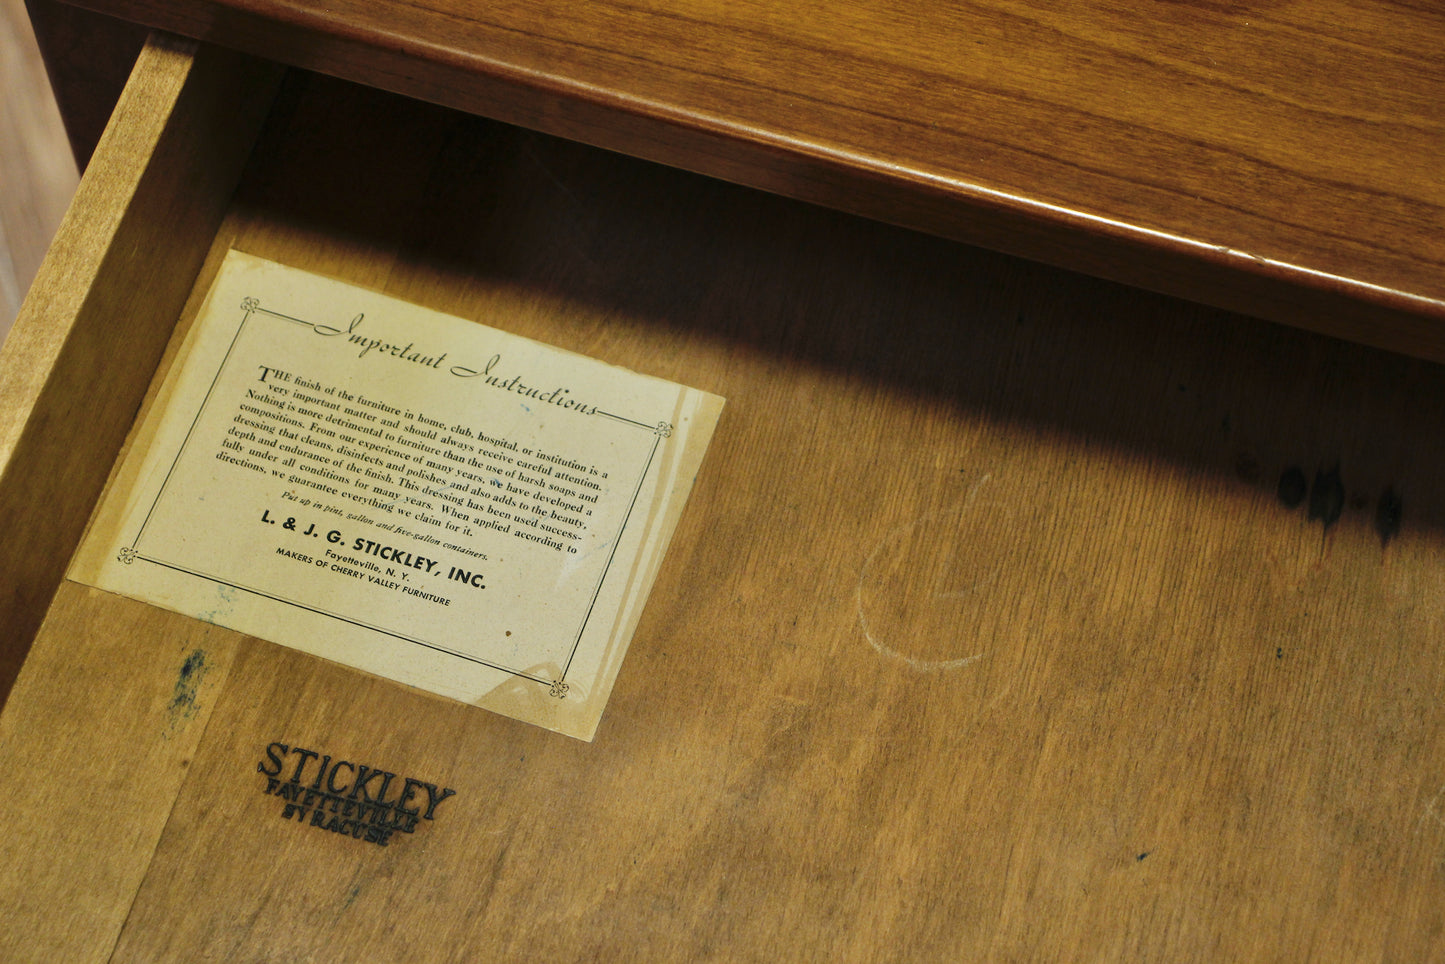 Important Instructions
THE finish of the furniture in home, club, hospital, or institution is a
very important matter and should always receive careful attention.
Nothing is more detrimental to furniture than the use of harsh soaps and
compositions. From our experience of many years, we have developed a
dressing that cleans, disinfects and polishes and also adds to the beauty,
depth and endurance of the finish. This dressing has been used success-
fully under all conditions for many years. When applied according to
directions, we guarantee everything we claim for it.
Put up in pint, gallon and five-gallon containers.
L. & J. G. STICKLEY, INC.
Fayetteville, N. Y.
MAKERS OF CHERRY VALLEY FURNITURE
STICKLEY
FAYETTEVILLE
SYRACUSE